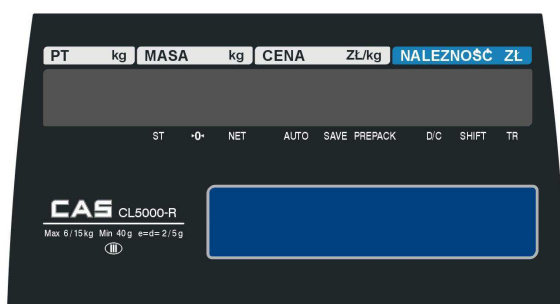 PT kg MASA kg CENA ZŁ/kg NALEZNOŚĆ ZŁ
ST →0← NET AUTO SAVE PREPACK D/C SHIFT TR
CAS CL5000-R
Max 6/15kg Min 40g e=d=2/5g
III